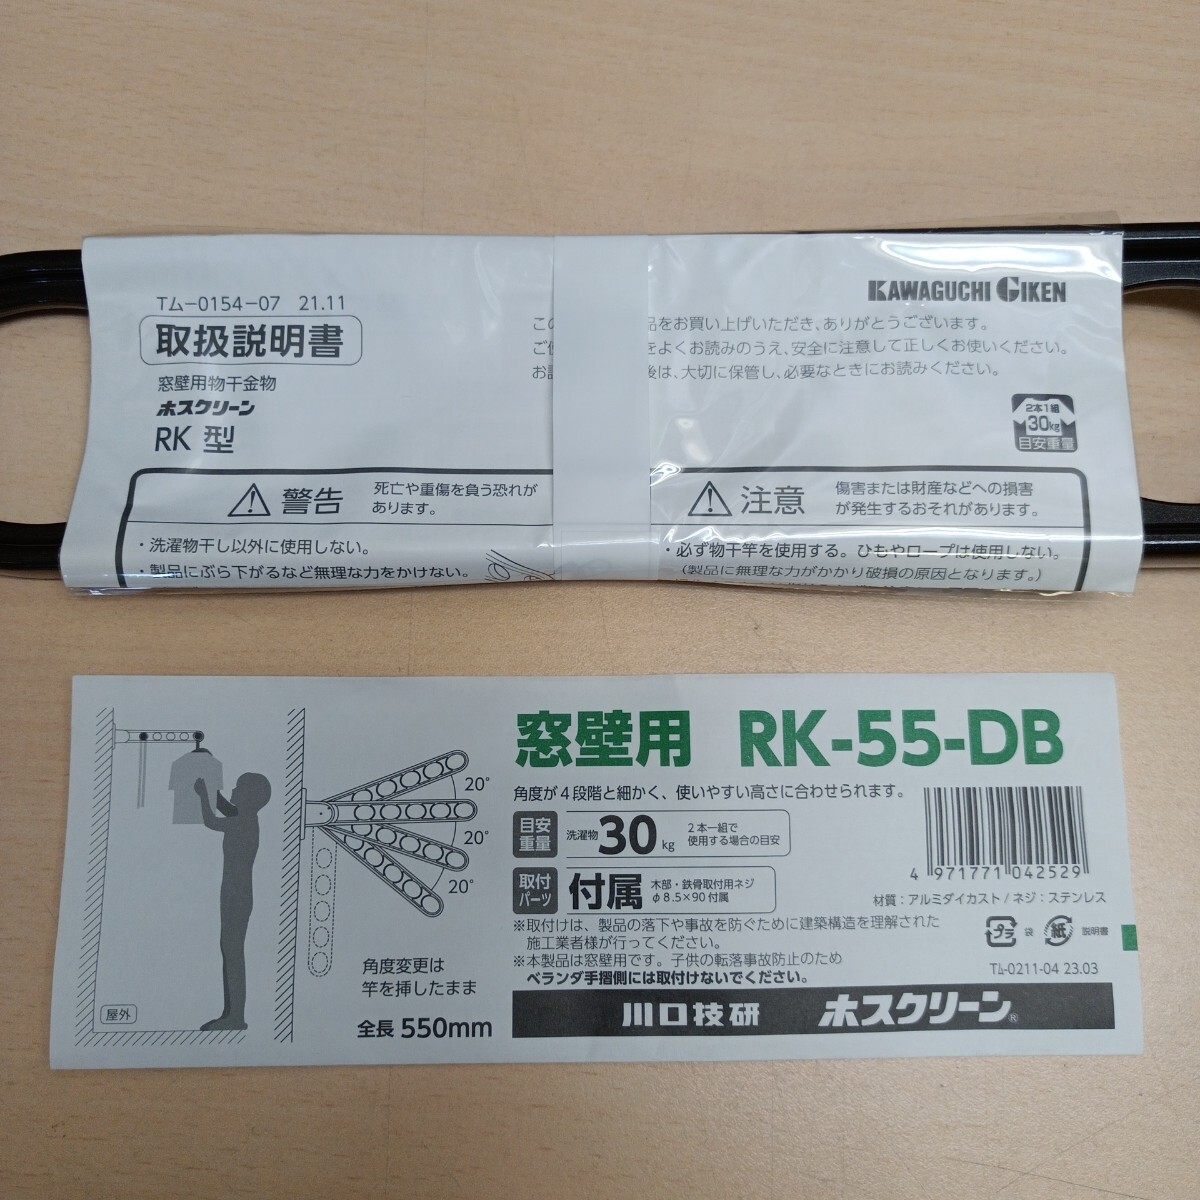 Tム-0154-07 21.11
取扱説明書
窓壁用物干金物
ホスクリーン
RK 型
KAWAGUCHI GIKEN
この 品をお買い上げいただき、ありがとうございます。
ご使 をよくお読みのうえ、安全に注意して正しくお使いください。
お読 後は、大切に保管し、必要なときにお読みください。
2本1組
30kg
目安重量
警告
死亡や重傷を負う恐れが
あります。
・洗濯物干し以外に使用しない。
・製品にぶら下がるなど無理な力をかけない。
注意
傷害または財産などへの損害
が発生するおそれがあります。
・必ず物干竿を使用する。ひもやロープは使用しない。
(製品に無理な力がかかり破損の原因となります。)
屋外
20°
20°
20°
角度変更は
竿を挿したまま
全長 550mm
窓壁用 RK-55-DB
角度が4段階と細かく、使いやすい高さに合わせられます。
目安重量 洗濯物 30kg 2本一組で
使用する場合の目安
取付パーツ 付属 木部・鉄骨取付用ネジ
φ8.5×90付属
※取付けは、製品の落下や事故を防ぐために建築構造を理解された
施工業者様が行ってください。
※本製品は窓壁用です。子供の転落事故防止のため
ベランダ手摺側には取付けないでください。
4 971771 042529
材質：アルミダイカスト/ネジ：ステンレス
プラ 袋 紙 説明書
Tム-0211-04 23.03
川口技研 ホスクリーン®